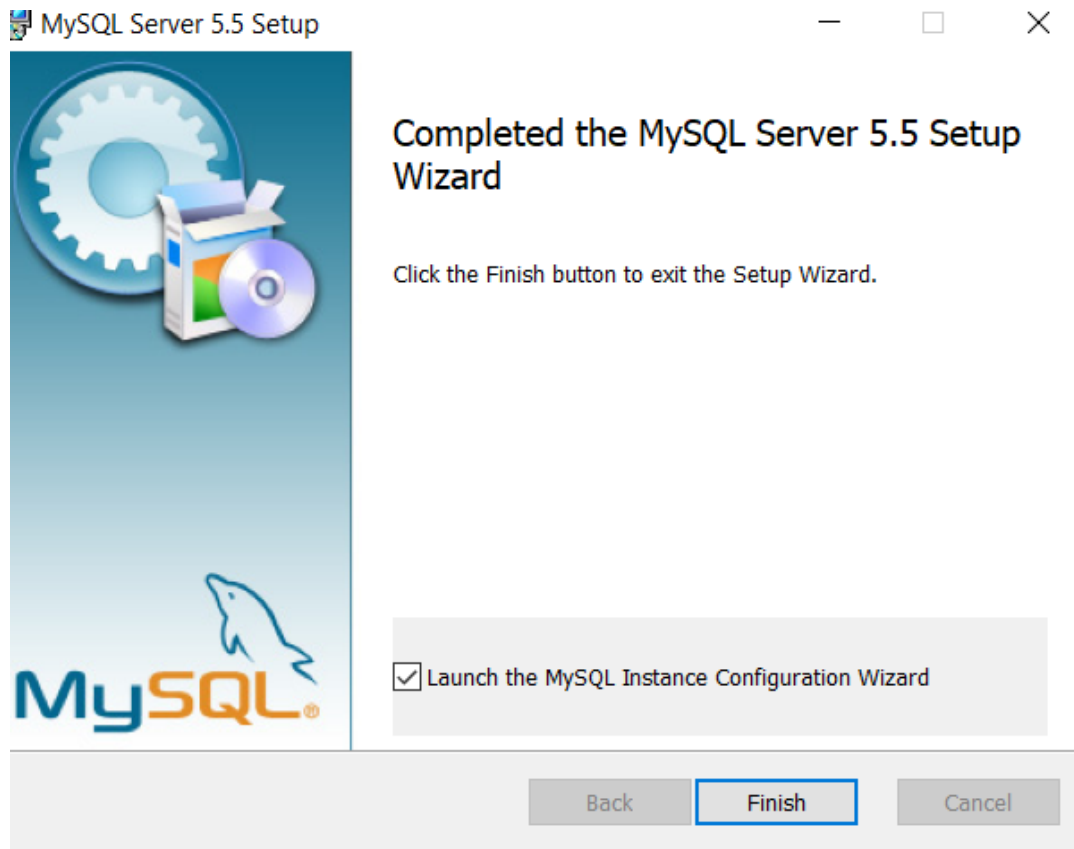 MySQL Server 5.5 Setup
Completed the MySQL Server 5.5 Setup
Wizard
Click the Finish button to exit the Setup Wizard.
MySQL®
Launch the MySQL Instance Configuration Wizard
Back
Finish
Cancel